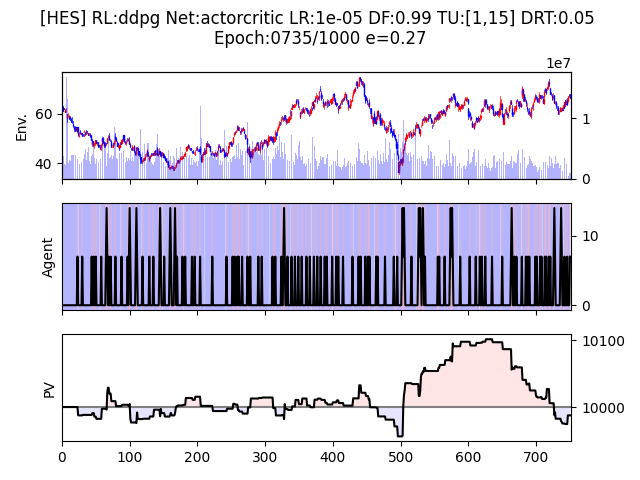 [HES] RL:ddpg Net:actorcritic LR:1e-05 DF:0.99 TU:[1,15] DRT:0.05
Epoch:0735/1000 e=0.27
1e7
Env.
60
40
1
0
Agent
10
0
PV
10100
10000
0
100
200
300
400
500
600
700